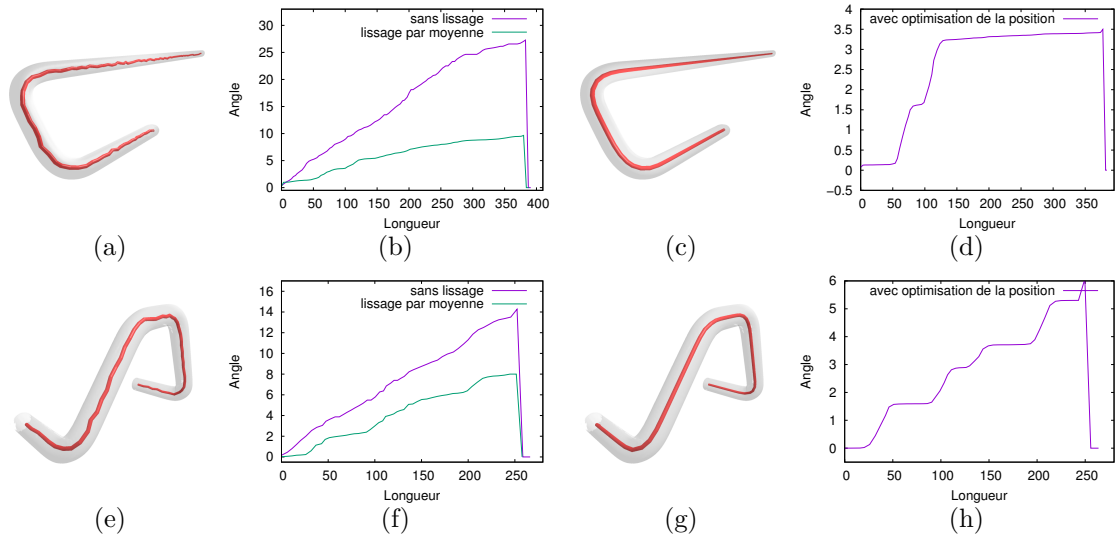 sans lissage
lissage par moyenne
Angle
30
25
20
15
10
5
0
0 50 100 150 200 250 300 350 400
Longueur
avec optimisation de la position
Angle
4
3.5
3
2.5
2
1.5
1
0.5
0
−0.5
0 50 100 150 200 250 300 350
Longueur
(a) (b) (c) (d)
sans lissage
lissage par moyenne
Angle
16
14
12
10
8
6
4
2
0
0 50 100 150 200 250
Longueur
avec optimisation de la position
Angle
6
5
4
3
2
1
0
0 50 100 150 200 250
Longueur
(e) (f) (g) (h)